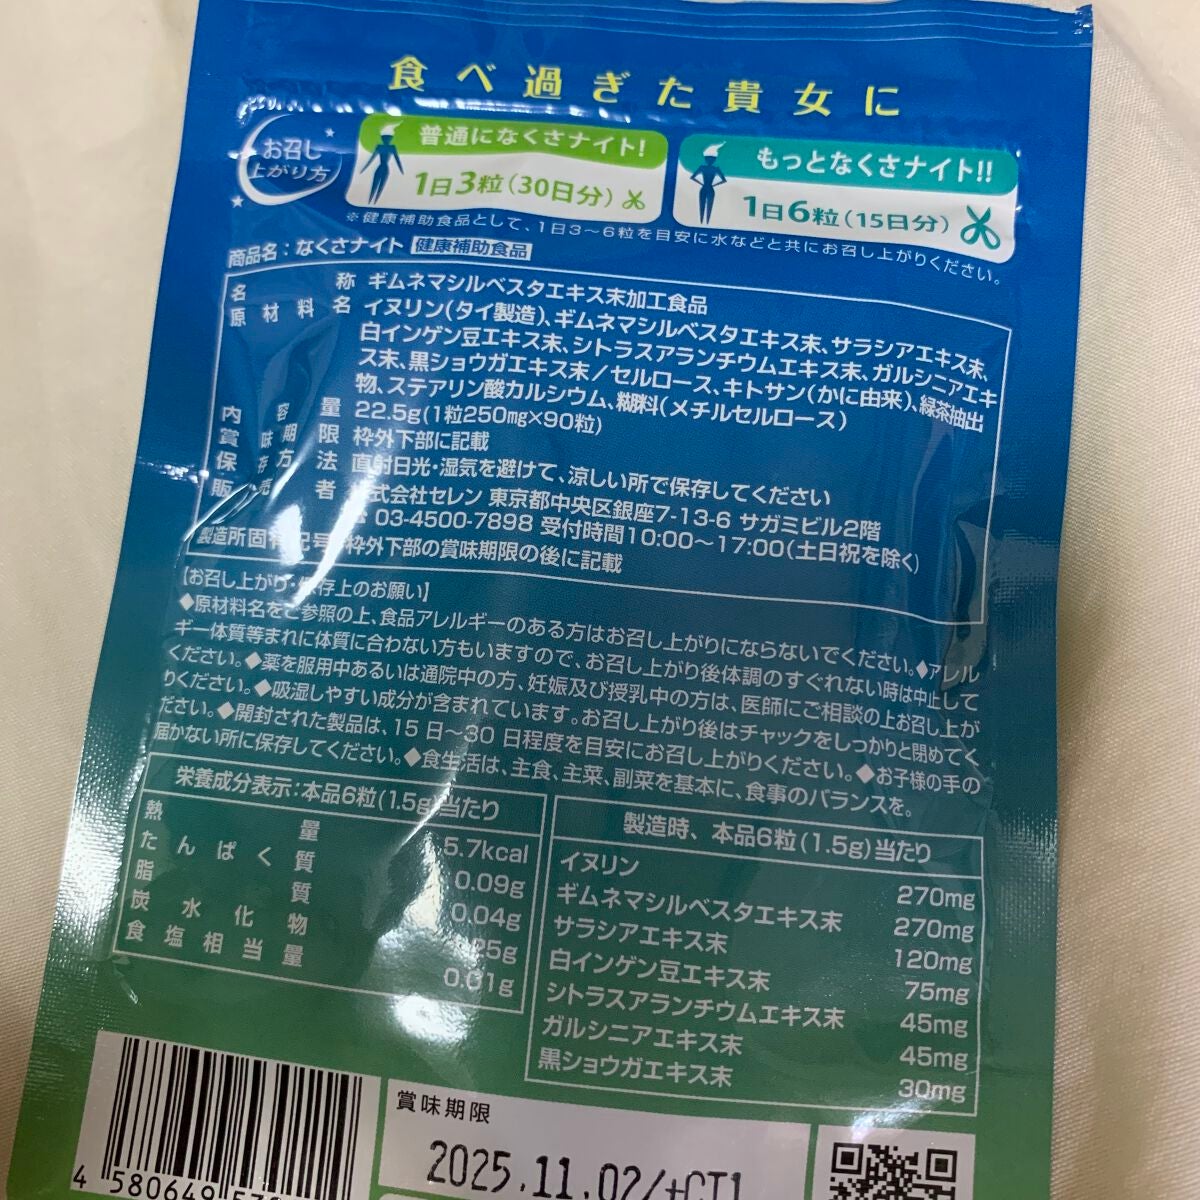 食べ過ぎた貴女に
お召し
上がり方
普通になくさナイト!
1日3粒(30日分)
もっとなくさナイト!!
1日6粒(15日分)
※健康補助食品として、1日3〜6粒を目安に水などと共にお召し上がりください。
商品名:なくさナイト 健康補助食品
名称 ギムネマシルベスタエキス末加工食品
原材料名 イヌリン(タイ製造)、ギムネマシルベスタエキス末、サラシアエキス末、
白インゲン豆エキス末、シトラスアランチウムエキス末、ガルシニアエキ
ス末、黒ショウガエキス末/セルロース、キトサン(かに由来)、緑茶抽出
物、ステアリン酸カルシウム、糊料(メチルセルロース)
内容量 22.5g(1粒250mg×90粒)
賞味期限 枠外下部に記載
保存方法 直射日光・湿気を避けて、涼しい所で保存してください
販売者 株式会社セレン 東京都中央区銀座7-13-6 サガミビル2階
☎ 03-4500-7898 受付時間10:00〜17:00(土日祝を除く)
製造所固有記号 枠外下部の賞味期限の後に記載
【お召し上がり・保存上のお願い】
◆原材料名をご参照の上、食品アレルギーのある方はお召し上がりにならないでください。◆アレル
ギー体質等まれに体質に合わない方もいますので、お召し上がり後体調のすぐれない時は中止して
ください。◆薬を服用中あるいは通院中の方、妊娠及び授乳中の方は、医師にご相談の上お召し上が
りください。◆吸湿しやすい成分が含まれています。お召し上がり後はチャックをしっかりと閉めてく
ださい。◆開封された製品は、15日〜30日程度を目安にお召し上がりください。◆お子様の手の
届かない所に保存してください。◆食生活は、主食、主菜、副菜を基本に、食事のバランスを。
栄養成分表示:本品6粒(1.5g)当たり
熱量 5.7kcal
たんぱく質 0.09g
脂質 0.04g
炭水化物 25g
食塩相当量 0.01g
製造時、本品6粒(1.5g)当たり
イヌリン 270mg
ギムネマシルベスタエキス末 270mg
サラシアエキス末 120mg
白インゲン豆エキス末 75mg
シトラスアランチウムエキス末 45mg
ガルシニアエキス末 45mg
黒ショウガエキス末 30mg
4 580649
賞味期限
2025.11.02/+CT1